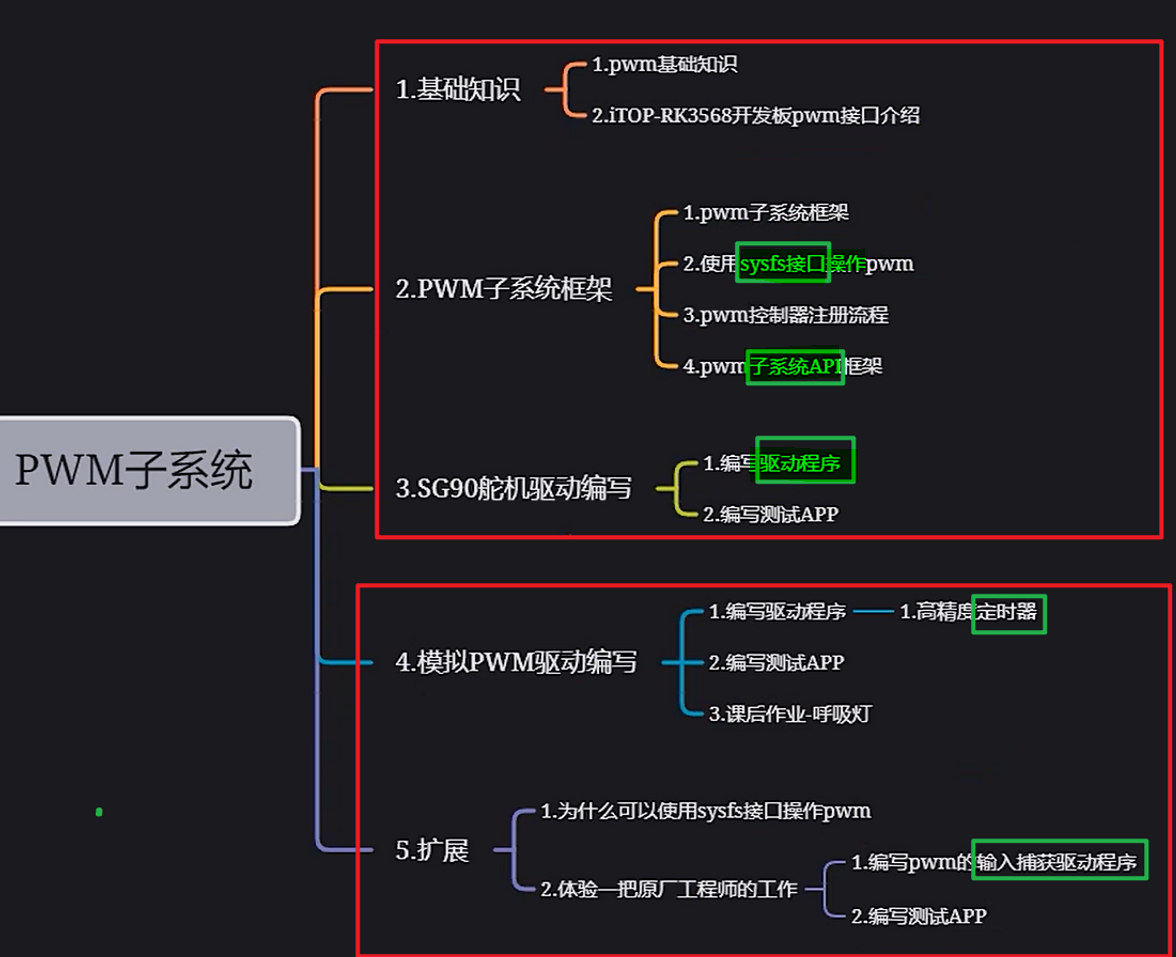 PWM子系统
1.基础知识
1.pwm基础知识
2.iTOP-RK3568开发板pwm接口介绍
2.PWM子系统框架
1.pwm子系统框架
2.使用sysfs接口操作pwm
3.pwm控制器注册流程
4.pwm子系统API框架
3.SG90舵机驱动编写
1.编写驱动程序
2.编写测试APP
4.模拟PWM驱动编写
1.编写驱动程序
1.高精度定时器
2.编写测试APP
3.课后作业-呼吸灯
5.扩展
1.为什么可以使用sysfs接口操作pwm
2.体验一把原厂工程师的工作
1.编写pwm的输入捕获驱动程序
2.编写测试APP